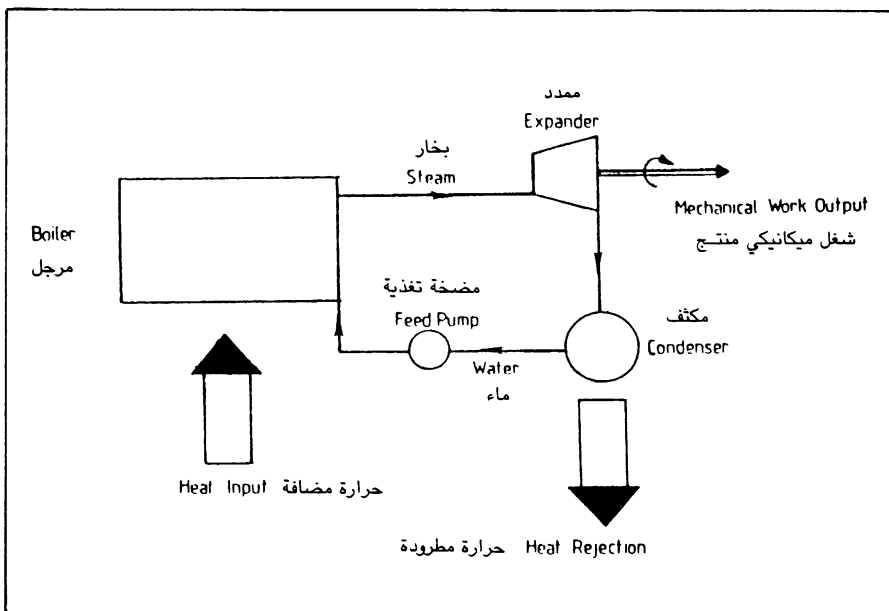 ممدد
Expander
بخار
Steam
Mechanical Work Output
شغل ميكانيكي منتج
Boiler
مرجل
مضخة تغذية
Feed Pump
مكثف
Condenser
Water
ماء
Heat Input حرارة مضافة
حرارة مطرودة Heat Rejection